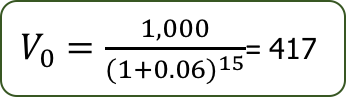 V₀ = 1,000 / (1+0.06)¹⁵ = 417